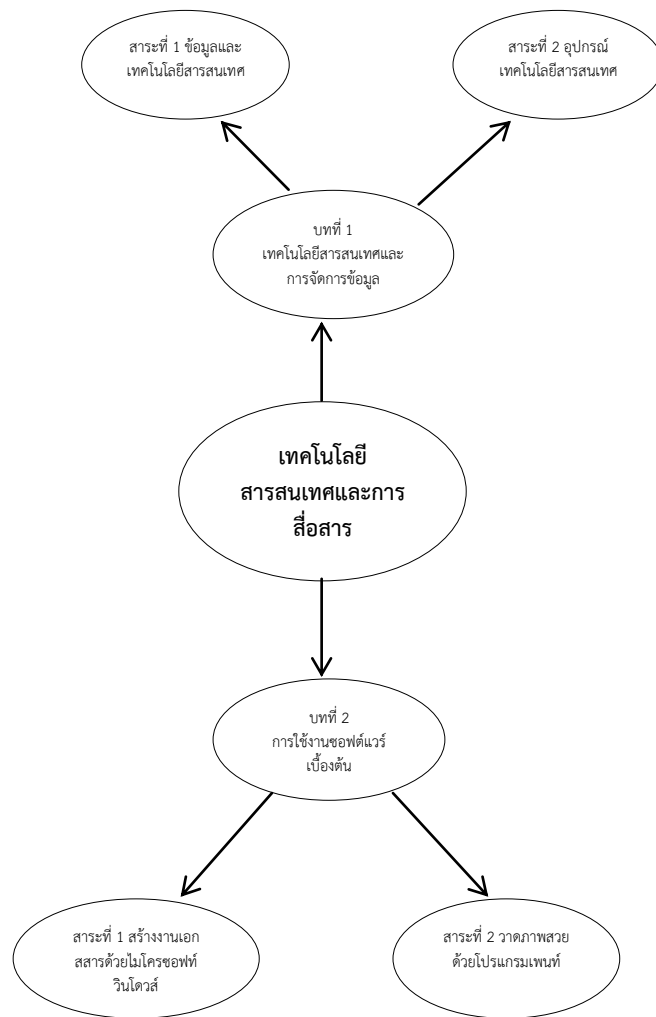 สาระที่ 1 ข้อมูลและ
เทคโนโลยีสารสนเทศ
สาระที่ 2 อุปกรณ์
เทคโนโลยีสารสนเทศ
บทที่ 1
เทคโนโลยีสารสนเทศและ
การจัดการข้อมูล
เทคโนโลยี
สารสนเทศและการ
สื่อสาร
บทที่ 2
การใช้งานซอฟต์แวร์
เบื้องต้น
สาระที่ 1 สร้างงานเอก
สสารด้วยไมโครซอฟท์
วินโดวส์
สาระที่ 2 วาดภาพสวย
ด้วยโปรแกรมเพนท์